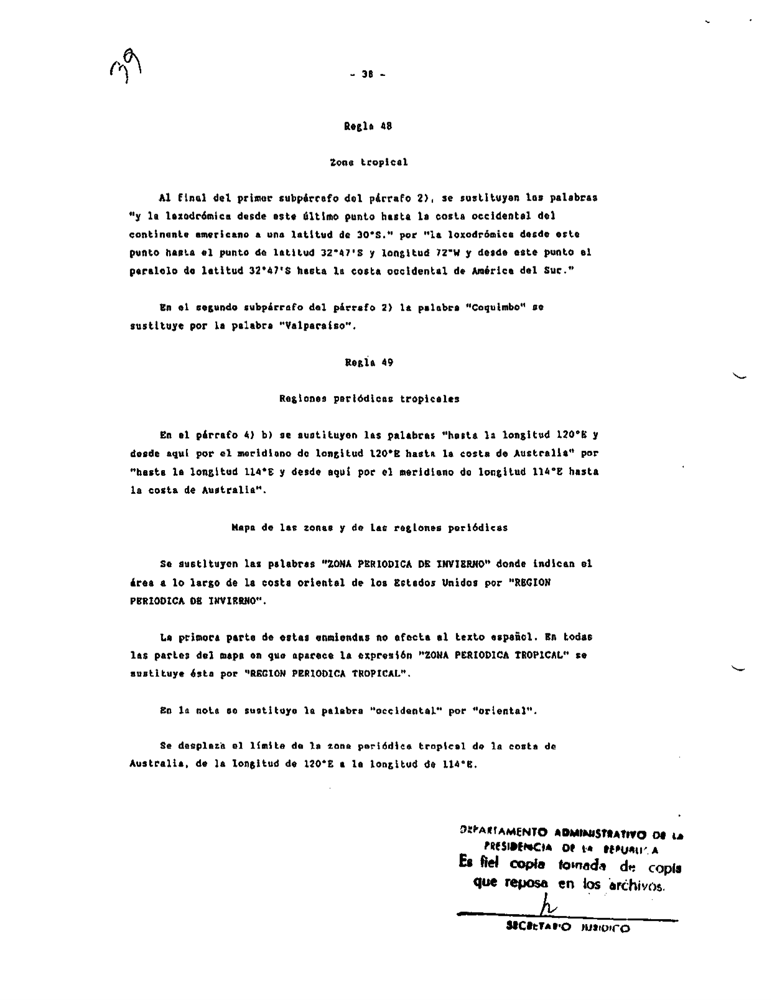 39
- 38 -
Regla 48
Zona tropical
Al final del primer subpárrafo del párrafo 2), se sustituyen las palabras
"y la loxodrómica desde este último punto hasta la costa occidental del
continente americano a una latitud de 30°S." por "la loxodrómica desde este
punto hasta el punto de latitud 32°47'S y longitud 72°W y desde este punto el
paralelo de latitud 32°47'S hasta la costa occidental de América del Sur."
En el segundo subpárrafo del párrafo 2) la palabra "Coquimbo" se
sustituye por la palabra "Valparaíso".
Regla 49
Regiones periódicas tropicales
En el párrafo 4) b) se sustituyen las palabras "hasta la longitud 120°E y
desde aquí por el meridiano de longitud 120°E hasta la costa de Australia" por
"hasta la longitud 114°E y desde aquí por el meridiano de longitud 114°E hasta
la costa de Australia".
Mapa de las zonas y de las regiones periódicas
Se sustituyen las palabras "ZONA PERIODICA DE INVIERNO" donde indican el
área a lo largo de la costa oriental de los Estados Unidos por "REGION
PERIODICA DE INVIERNO".
La primera parte de estas enmiendas no afecta al texto español. En todas
las partes del mapa en que aparece la expresión "ZONA PERIODICA TROPICAL" se
sustituye ésta por "REGION PERIODICA TROPICAL".
En la nota se sustituye la palabra "occidental" por "oriental".
Se desplaza el límite de la zona periódica tropical de la costa de
Australia, de la longitud de 120°E a la longitud de 114°E.
DEPARTAMENTO ADMINISTRATIVO DE LA
PRESIDENCIA DE LA REPUBLICA
Es fiel copia tomada de copia
que reposa en los archivos.
SECRETARIO JURIDICO